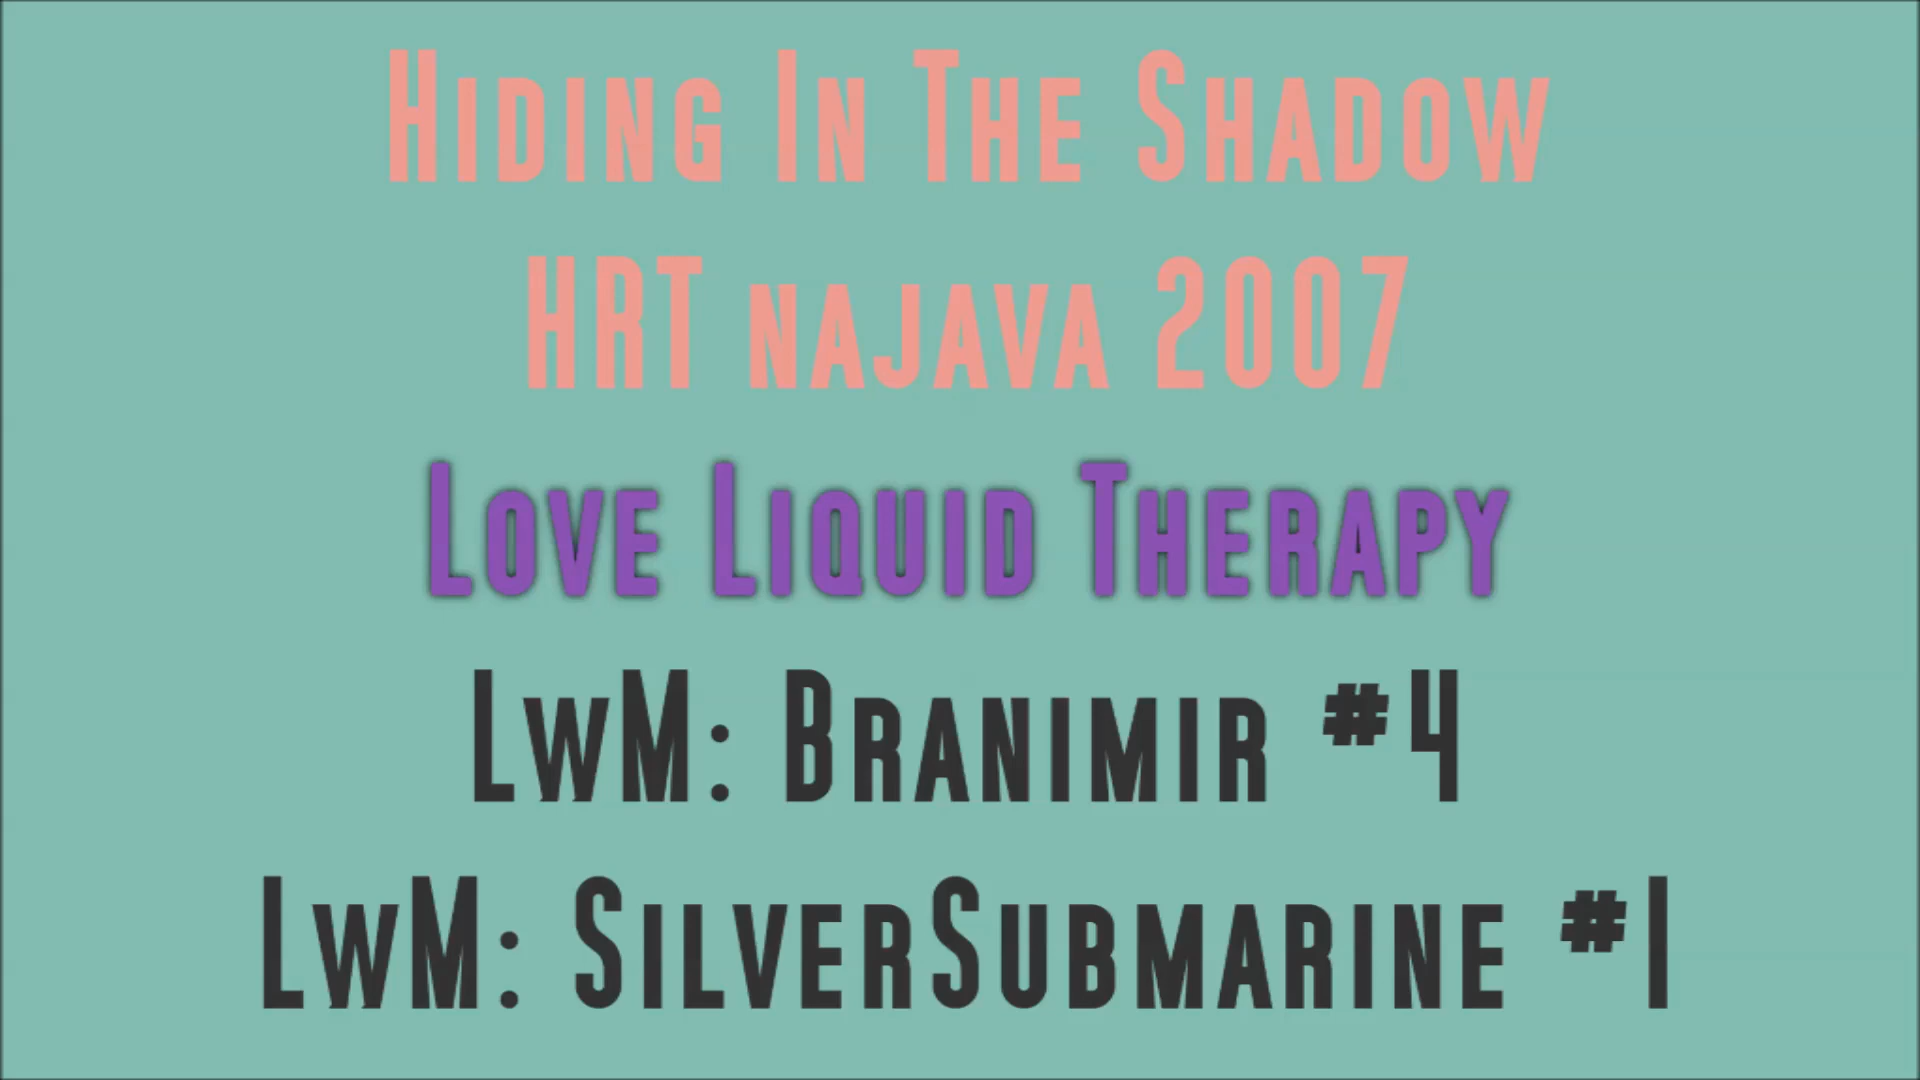 Hiding In The Shadow
HRT najava 2007
Love Liquid Therapy
LwM: Branimir #4
LwM: SilverSubmarine #1